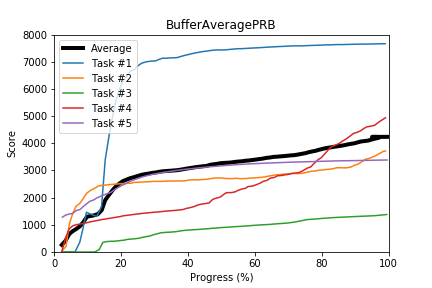 BufferAveragePRB
8000
7000
6000
5000
4000
3000
2000
1000
0
Score
Average
Task #1
Task #2
Task #3
Task #4
Task #5
0
20
40
60
80
100
Progress (%)